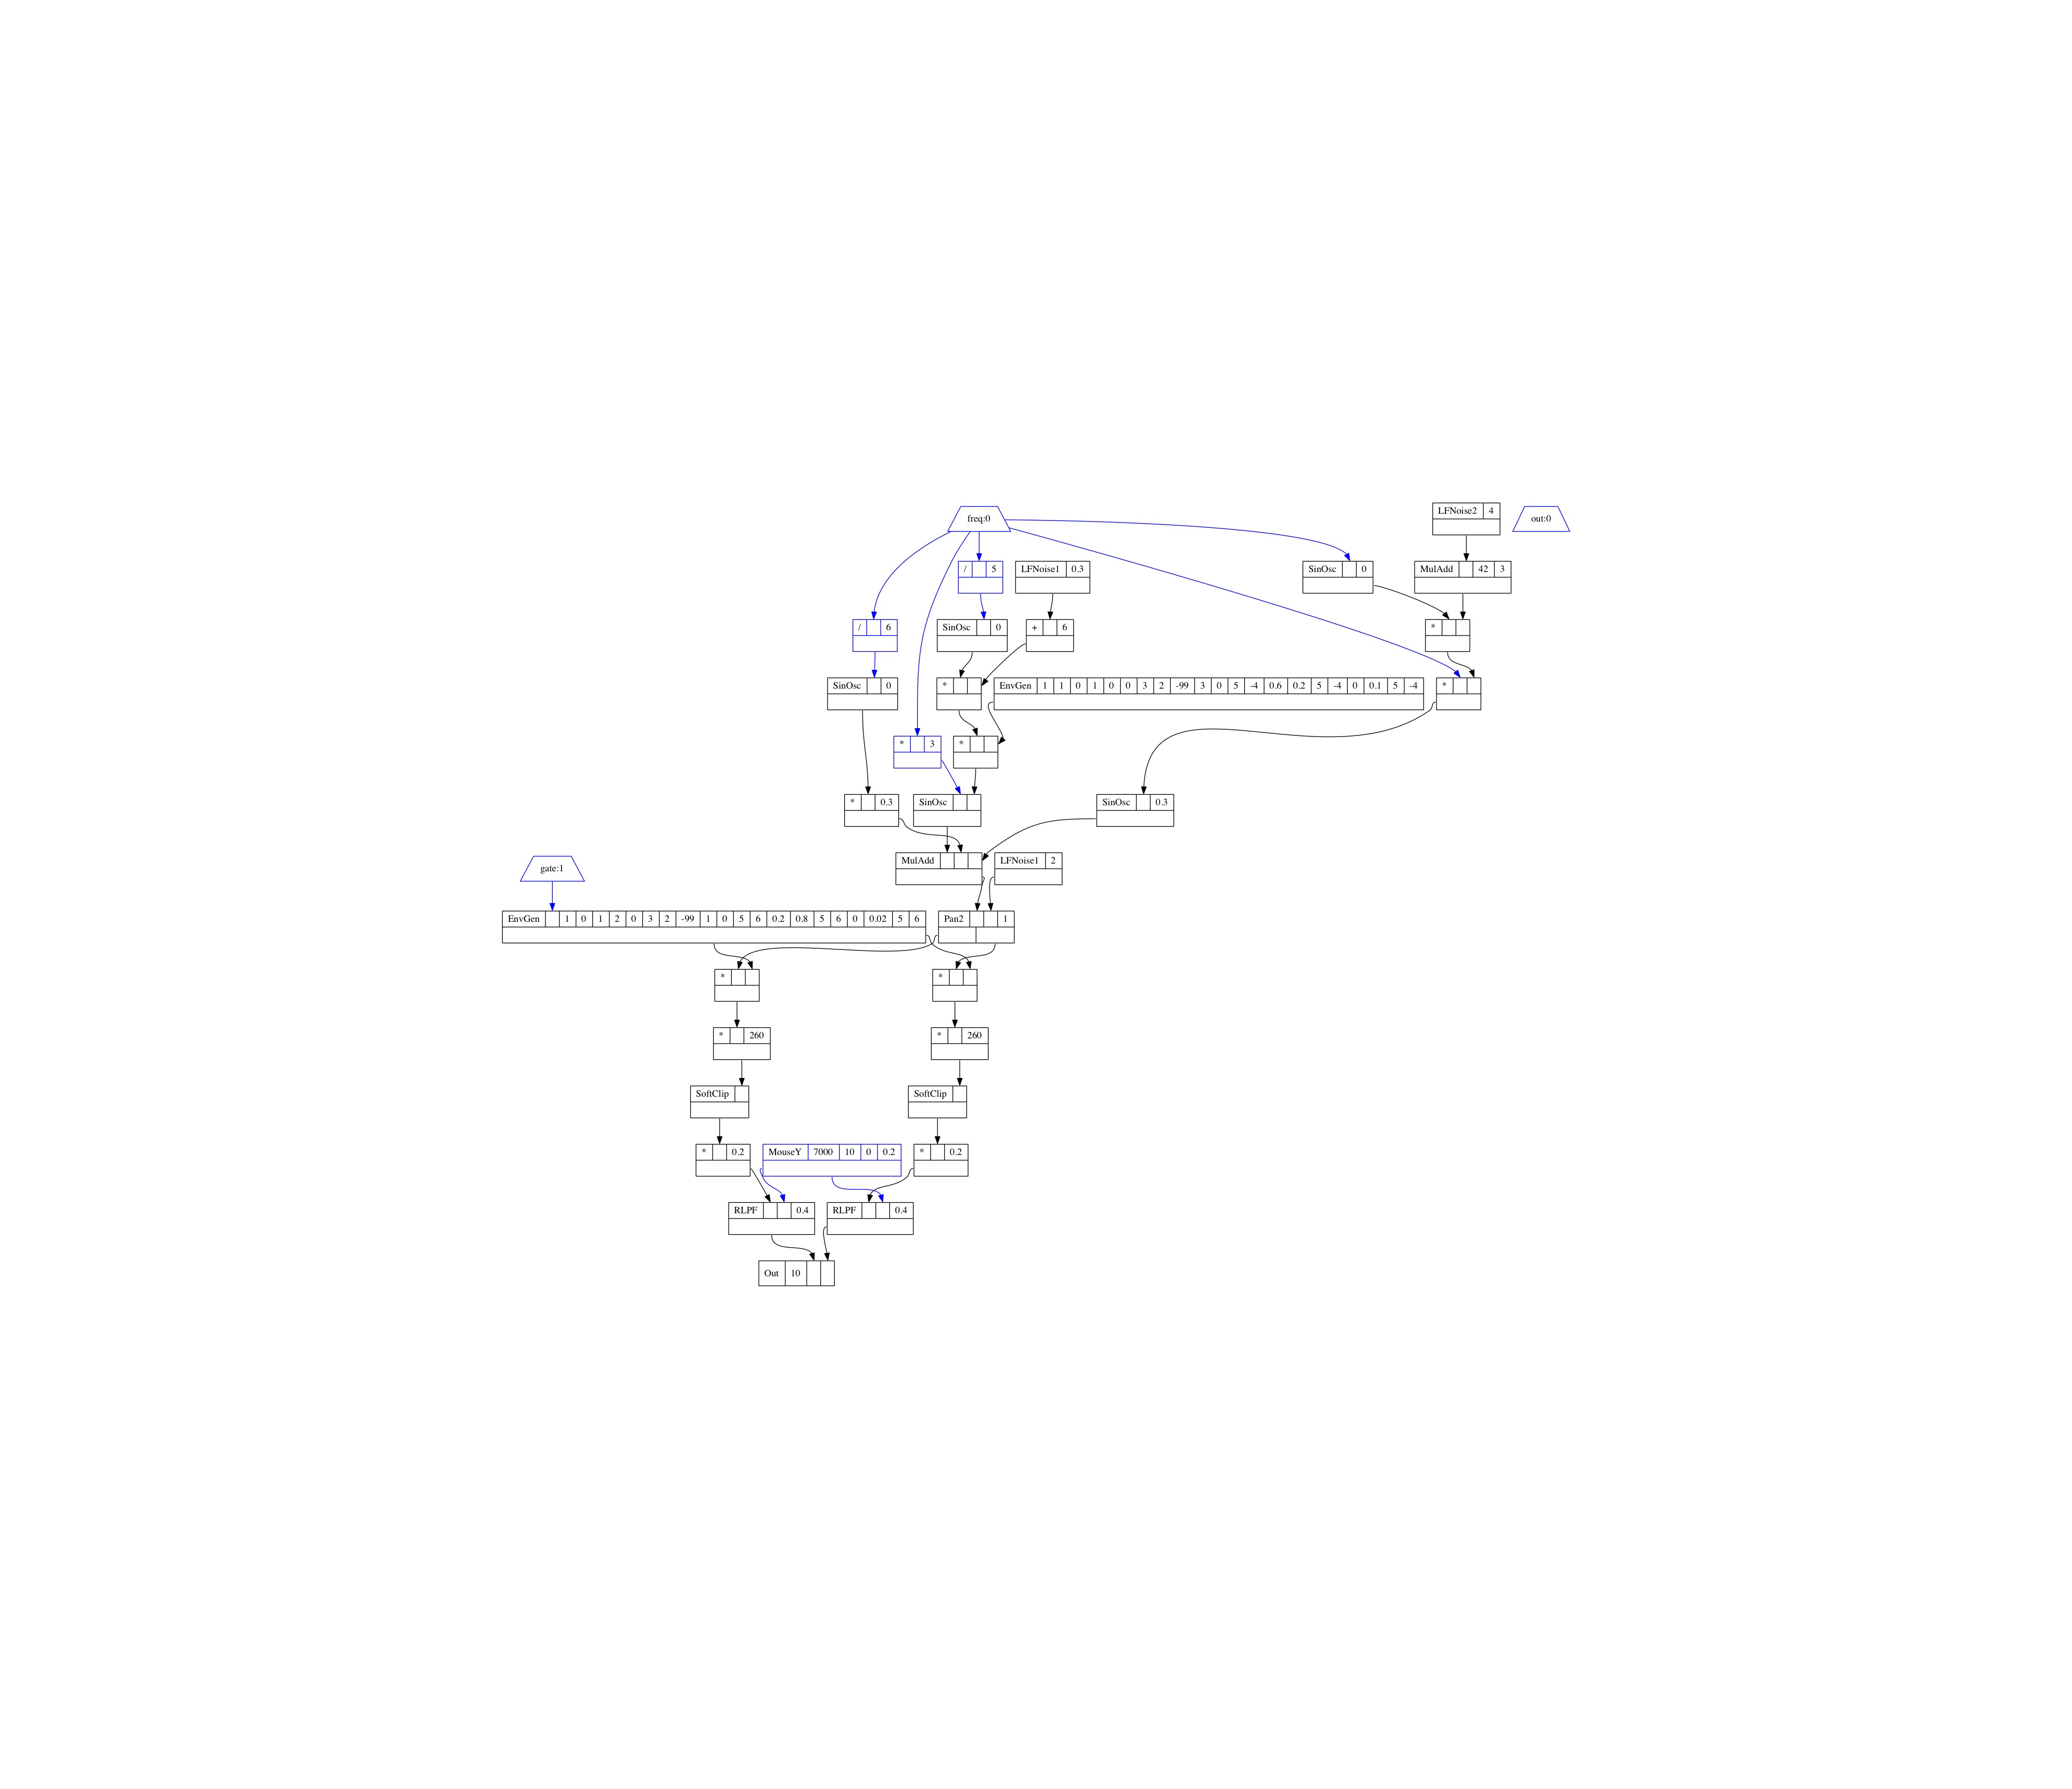 freq:0
LFNoise2 4
out:0
/ 5
LFNoise1 0.3
SinOsc 0
MulAdd 42 3
/ 6
SinOsc 0
+ 6
*
SinOsc 0
*
EnvGen 1 1 0 1 0 0 3 2 -99 3 0 5 -4 0.6 0.2 5 -4 0 0.1 5 -4
*
* 3
*
* 0.3
SinOsc
SinOsc 0.3
MulAdd
LFNoise1 2
gate:1
EnvGen 1 0 1 2 0 3 2 -99 1 0 5 6 0.2 0.8 5 6 0 0.02 5 6
Pan2 1
*
*
* 260
* 260
SoftClip
SoftClip
* 0.2
MouseY 7000 10 0 0.2
* 0.2
RLPF 0.4
RLPF 0.4
Out 10